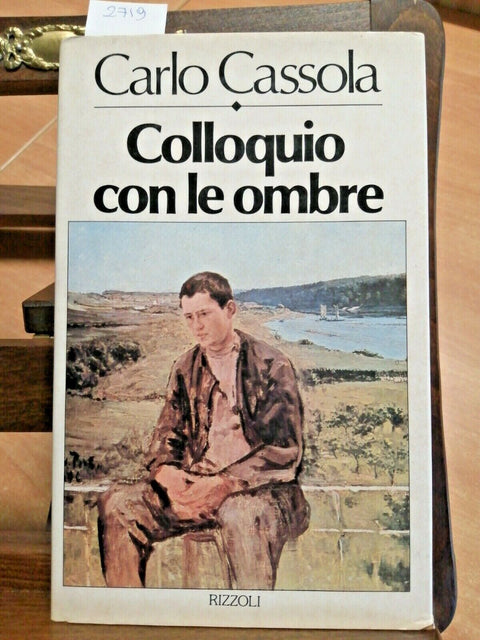 2719
Carlo Cassola
Colloquio
con le ombre
RIZZOLI